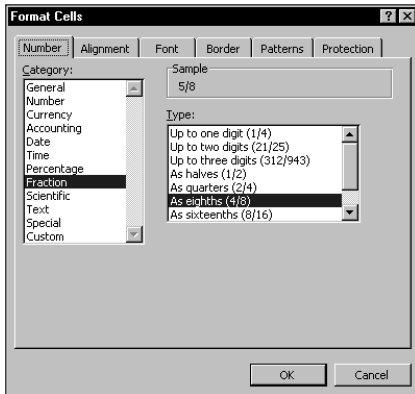 Format Cells
Number Alignment Font Border Patterns Protection
Category:
General
Number
Currency
Accounting
Date
Time
Percentage
Fraction
Scientific
Text
Special
Custom
Sample
5/8
Type:
Up to one digit (1/4)
Up to two digits (21/25)
Up to three digits (312/943)
As halves (1/2)
As quarters (2/4)
As eighths (4/8)
As sixteenths (8/16)
OK Cancel